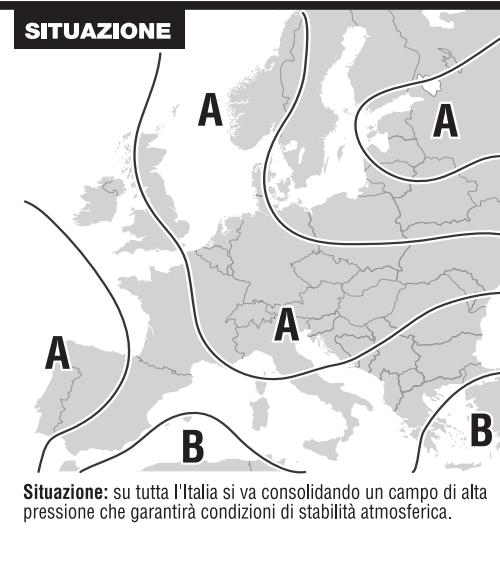 SITUAZIONE
A
A
A
A
B
B
Situazione: su tutta l'Italia si va consolidando un campo di alta
pressione che garantirà condizioni di stabilità atmosferica.